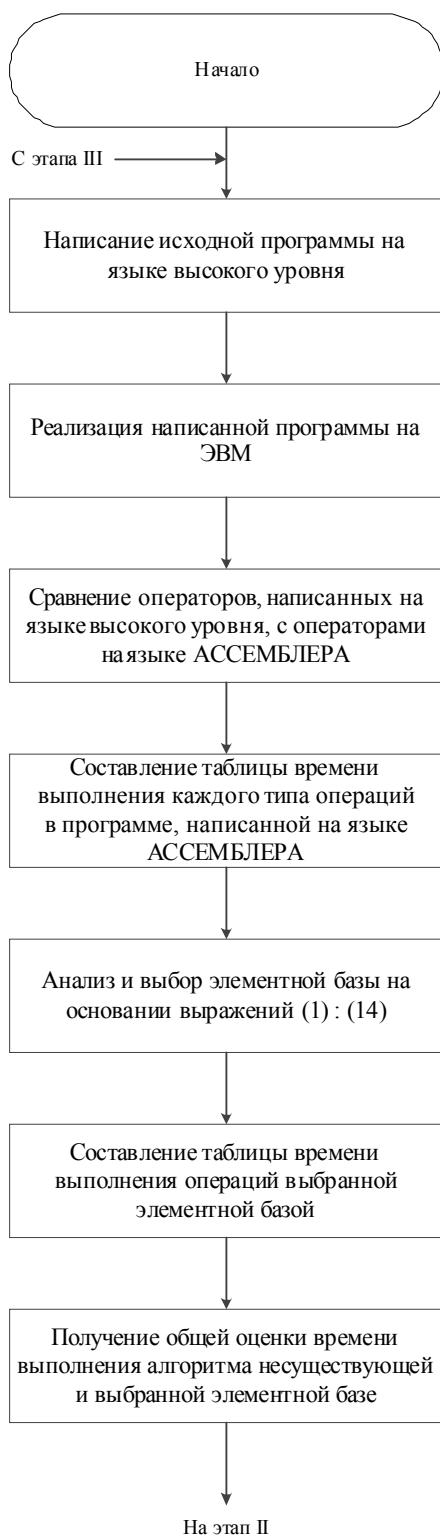 Начало
С этапа III
Написание исходной программы на
языке высокого уровня
Реализация написанной программы на
ЭВМ
Сравнение операторов, написанных на
языке высокого уровня, с операторами
на языке АССЕМБЛЕРА
Составление таблицы времени
выполнения каждого типа операций
в программе, написанной на языке
АССЕМБЛЕРА
Анализ и выбор элементной базы на
основании выражений (1) : (14)
Составление таблицы времени
выполнения операций выбранной
элементной базой
Получение общей оценки времени
выполнения алгоритма несуществующей
и выбранной элементной базе
На этап II